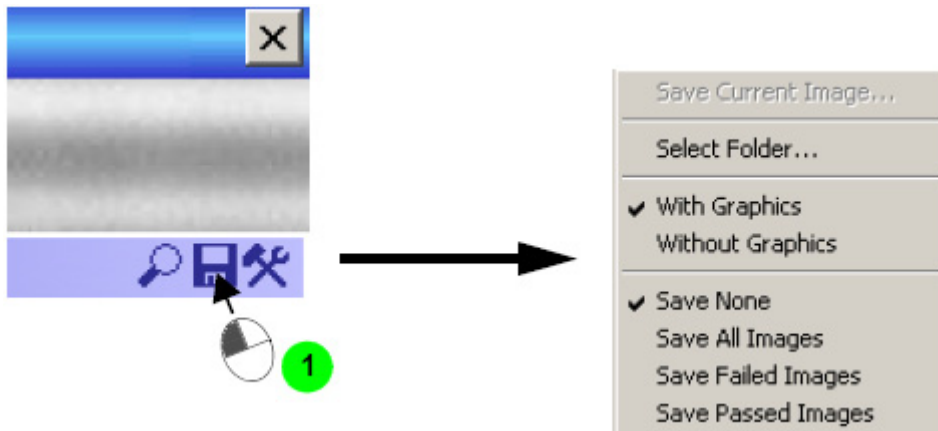 1
Save Current Image...
Select Folder...
With Graphics
Without Graphics
Save None
Save All Images
Save Failed Images
Save Passed Images